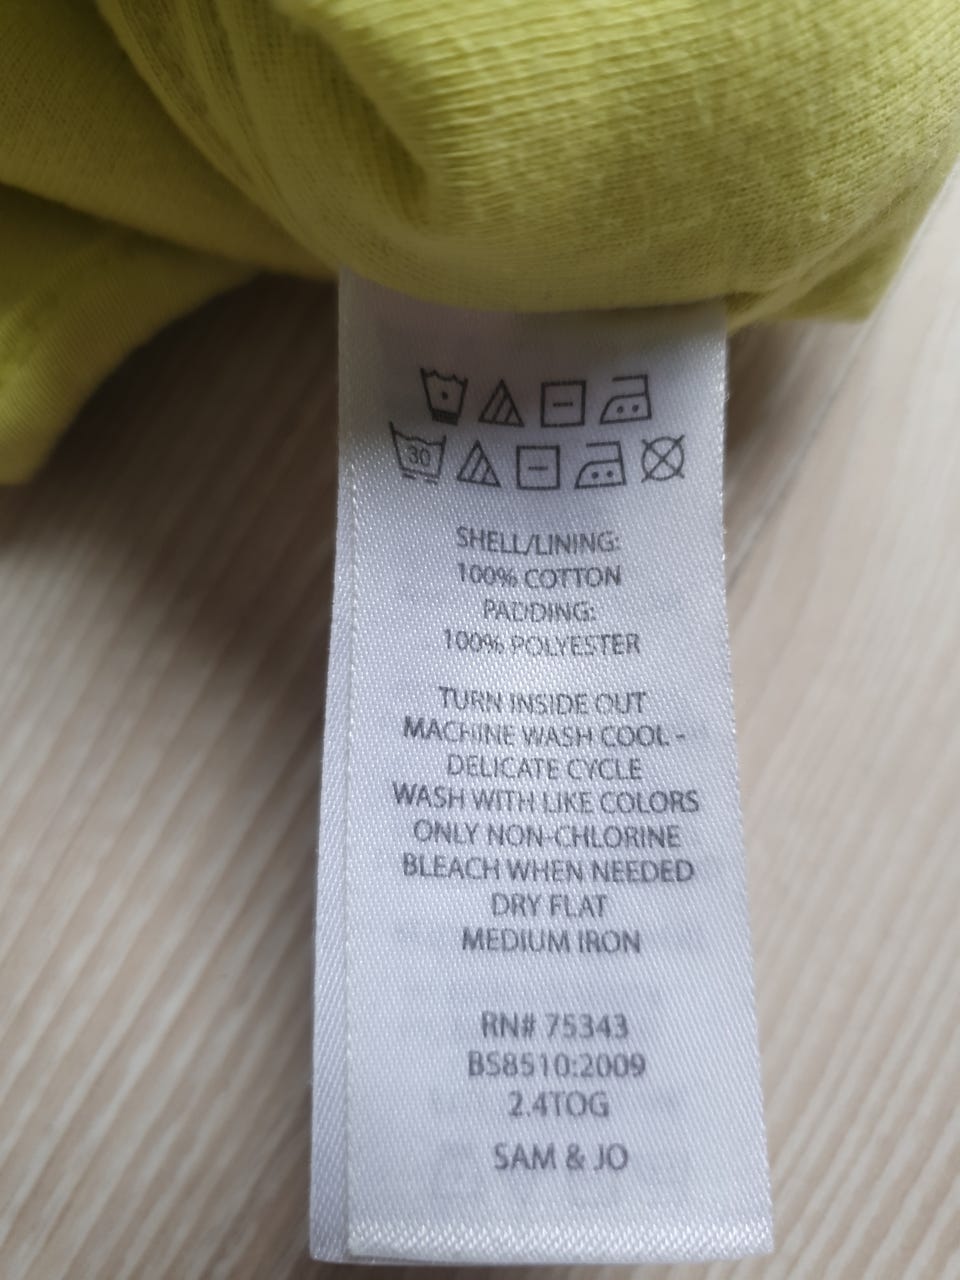 30
SHELL/LINING:
100% COTTON
PADDING:
100% POLYESTER
TURN INSIDE OUT
MACHINE WASH COOL -
DELICATE CYCLE
WASH WITH LIKE COLORS
ONLY NON-CHLORINE
BLEACH WHEN NEEDED
DRY FLAT
MEDIUM IRON
RN# 75343
BS8510:2009
2.4TOG
SAM & JO